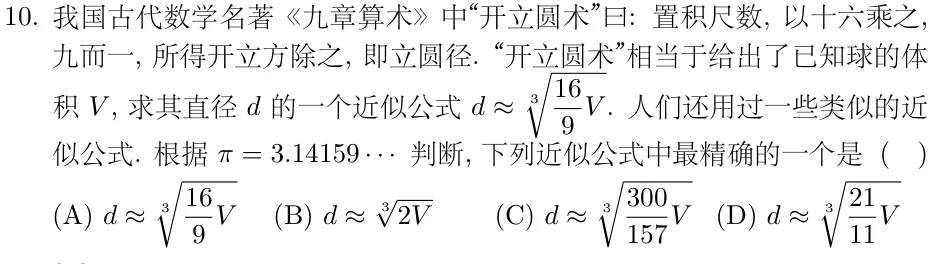 10. 我国古代数学名著《九章算术》中“开立圆术”曰: 置积尺数, 以十六乘之,
九而一, 所得开立方除之, 即立圆径. “开立圆术”相当于给出了已知球的体
积 V, 求其直径 d 的一个近似公式 d ≈ ∛(16/9 V). 人们还用过一些类似的近
似公式. 根据 π = 3.14159··· 判断, 下列近似公式中最精确的一个是 ( )
(A) d ≈ ∛(16/9 V) (B) d ≈ ∛(2V) (C) d ≈ ∛(300/157 V) (D) d ≈ ∛(21/11 V)